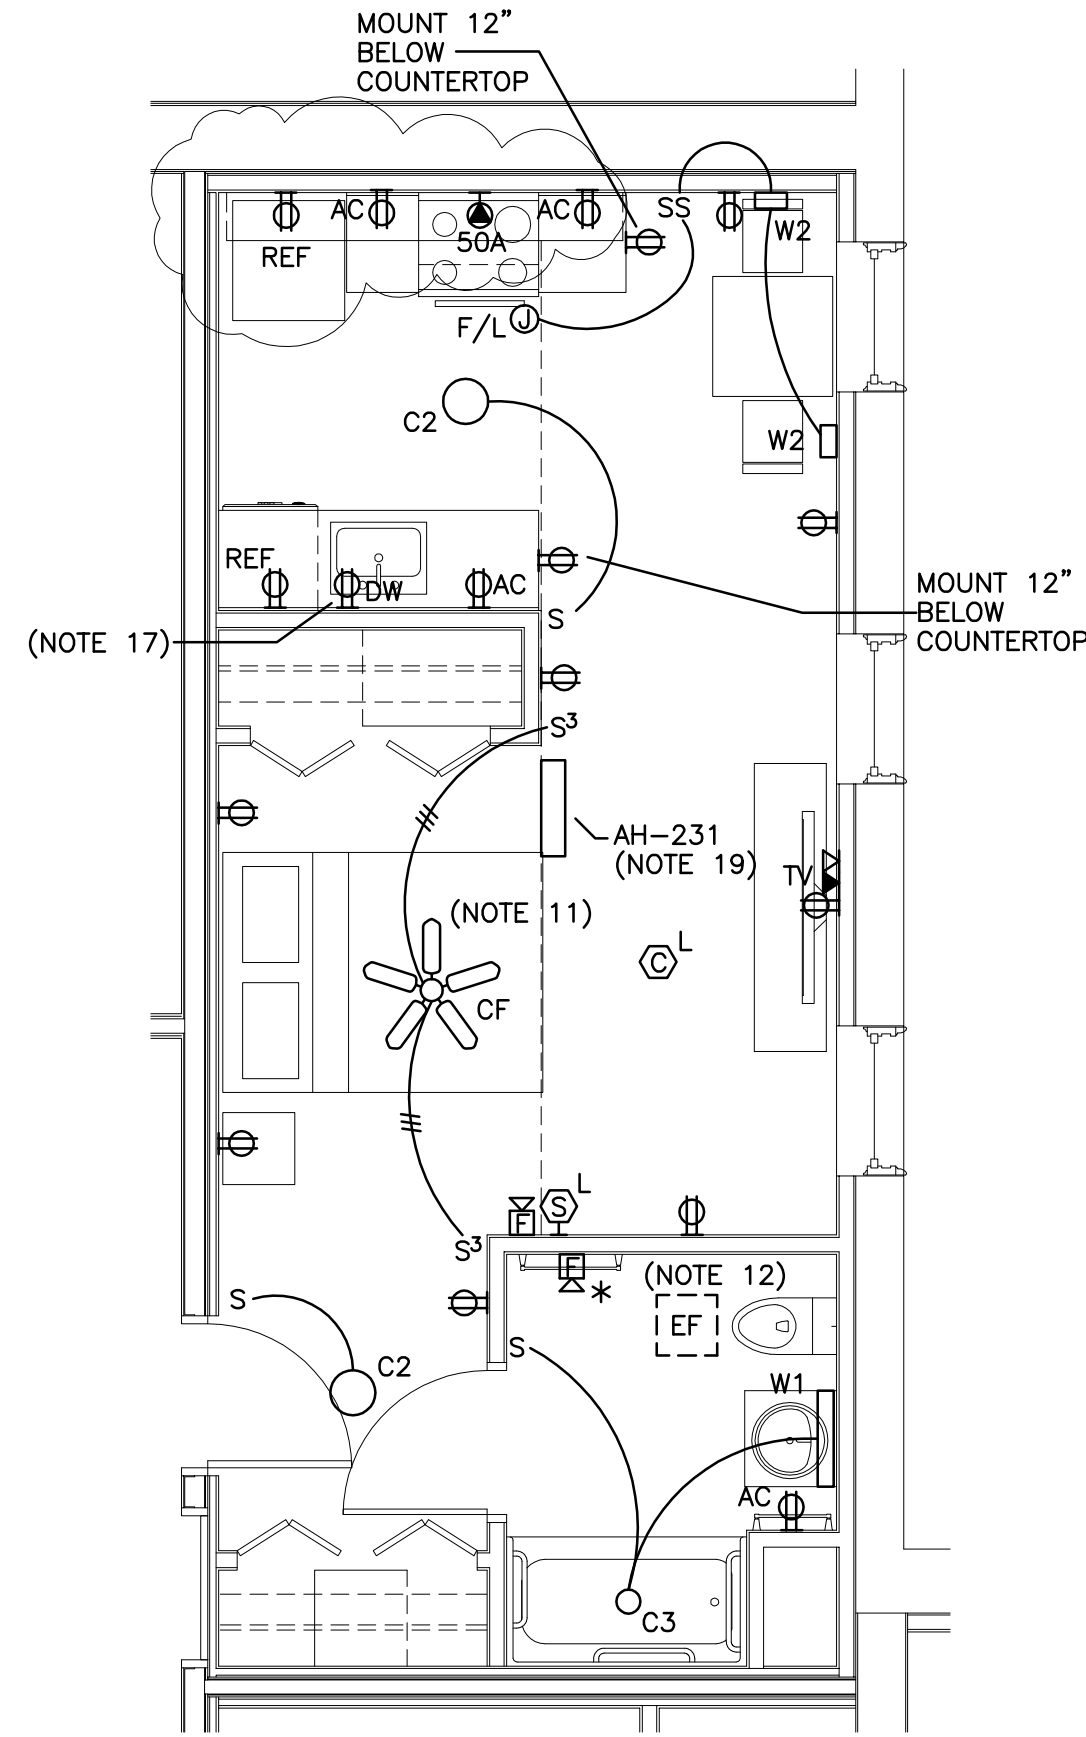 MOUNT 12”
BELOW
COUNTERTOP
AC
AC
SS
W2
50A
REF
F/L
J
C2
W2
REF
DW
AC
S
MOUNT 12”
BELOW
COUNTERTOP
(NOTE 17)
S³
AH-231
(NOTE 19)
TV
(NOTE 11)
L
C
CF
L
S
F
S³
F
*
(NOTE 12)
S
EF
S
C2
W1
AC
C3